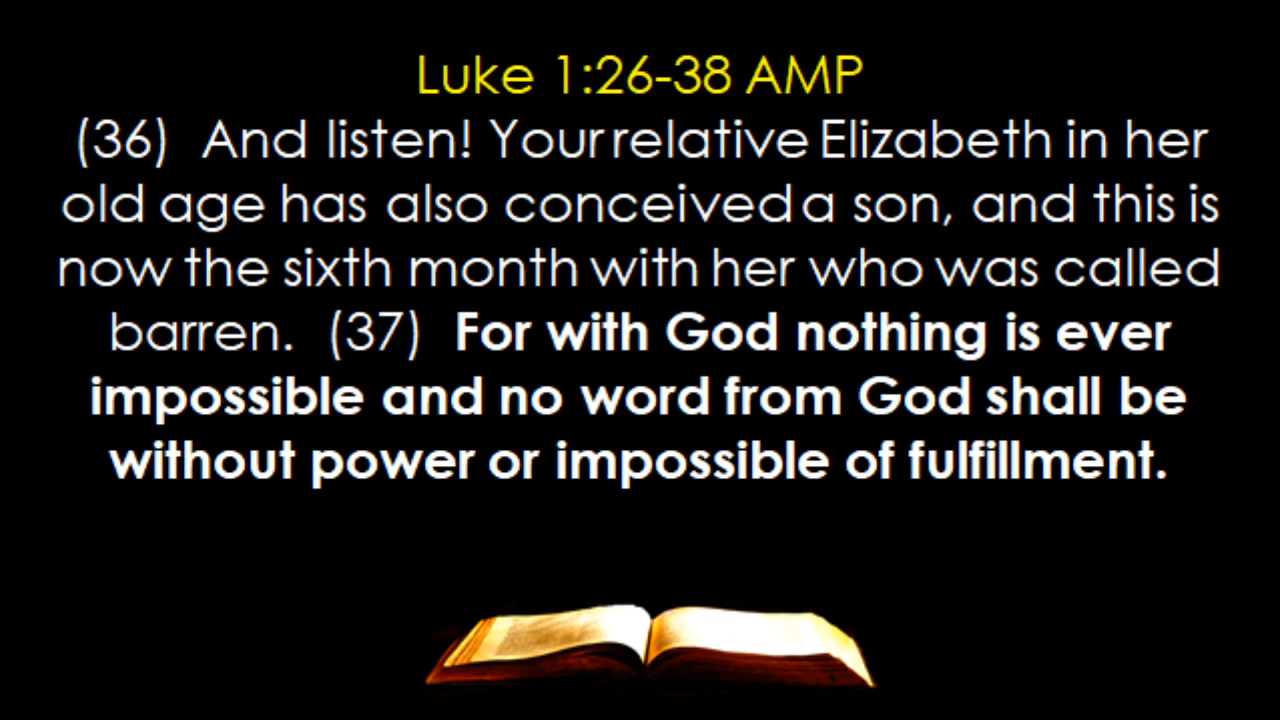 Luke 1:26-38 AMP
(36) And listen! Your relative Elizabeth in her
old age has also conceived a son, and this is
now the sixth month with her who was called
barren. (37) For with God nothing is ever
impossible and no word from God shall be
without power or impossible of fulfillment.